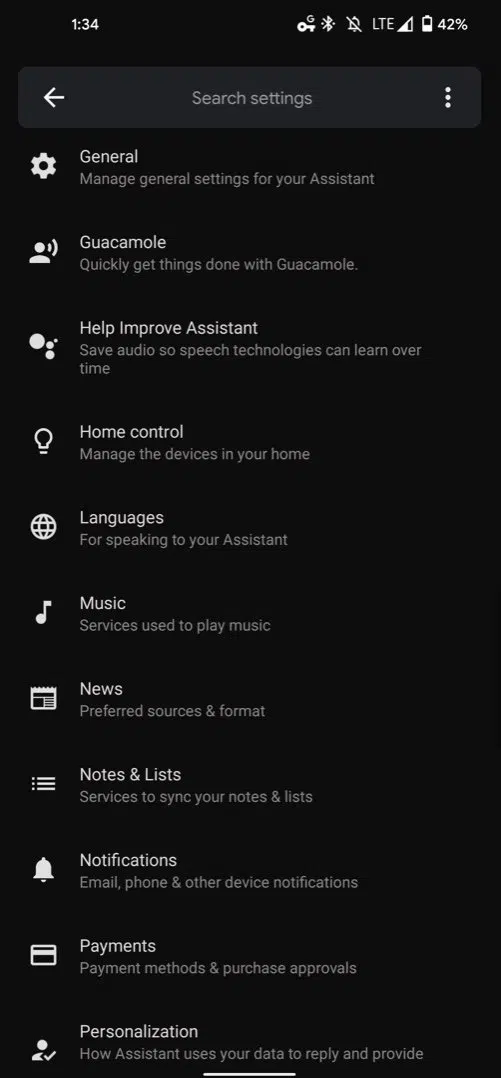 1:34
G
LTE
42%
Search settings
General
Manage general settings for your Assistant
Guacamole
Quickly get things done with Guacamole.
Help Improve Assistant
Save audio so speech technologies can learn over
time
Home control
Manage the devices in your home
Languages
For speaking to your Assistant
Music
Services used to play music
News
Preferred sources & format
Notes & Lists
Services to sync your notes & lists
Notifications
Email, phone & other device notifications
Payments
Payment methods & purchase approvals
Personalization
How Assistant uses your data to reply and provide